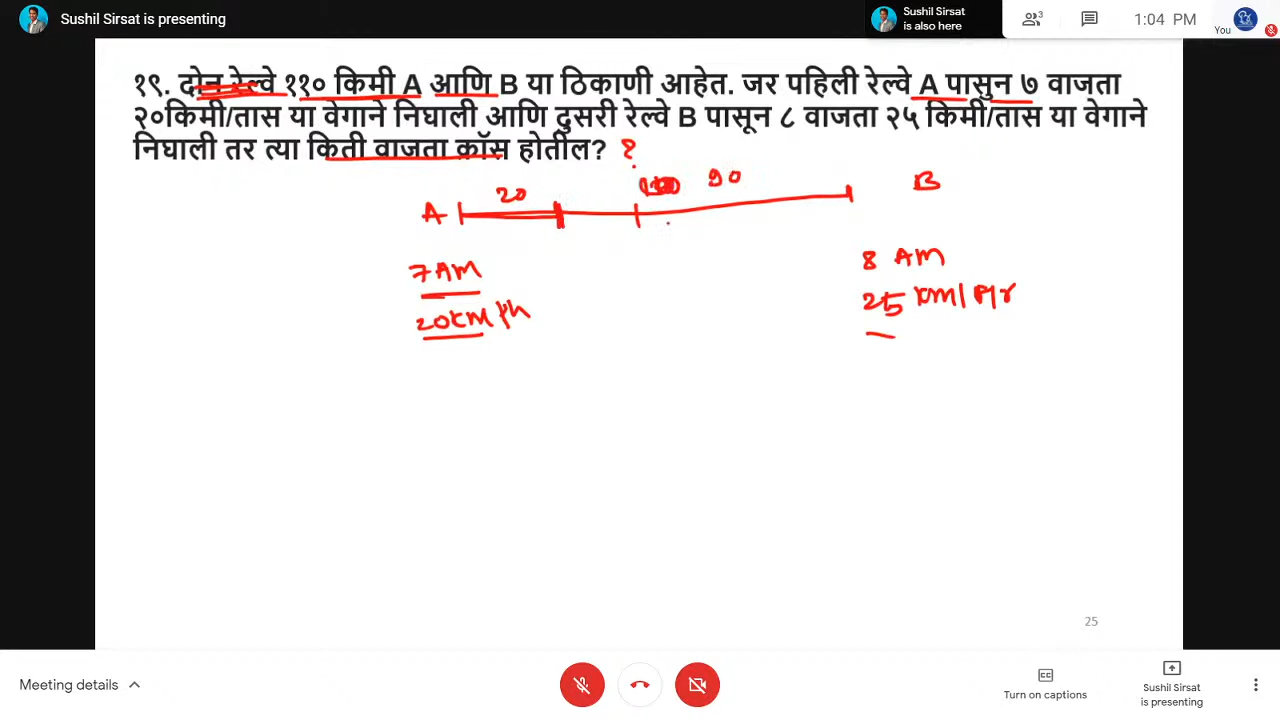 Sushil Sirsat is presenting
Sushil Sirsat
is also here
3
1:04 PM
You
१९. दोन रेल्वे ११० किमी A आणि B या ठिकाणी आहेत. जर पहिली रेल्वे A पासुन ७ वाजता
२०किमी/तास या वेगाने निघाली आणि दुसरी रेल्वे B पासून ८ वाजता २५ किमी/तास या वेगाने
निघाली तर त्या किती वाजता कॉस होतील? ?
20 90 B
A
7AM 8 AM
20km/h 25 km/hr
25
Meeting details
Turn on captions
Sushil Sirsat
is presenting